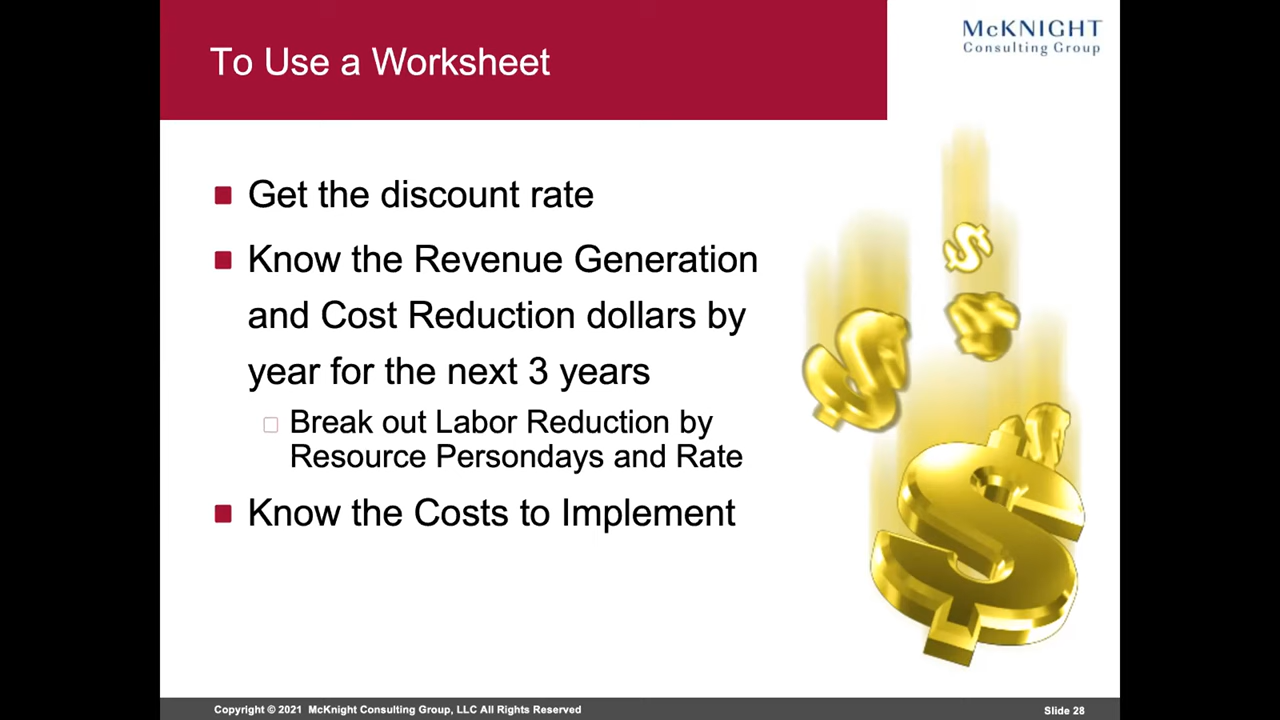 To Use a Worksheet
McKNIGHT
Consulting Group
Get the discount rate
Know the Revenue Generation
and Cost Reduction dollars by
year for the next 3 years
Break out Labor Reduction by
Resource Persondays and Rate
Know the Costs to Implement
Copyright © 2021 McKnight Consulting Group, LLC All Rights Reserved
Slide 28